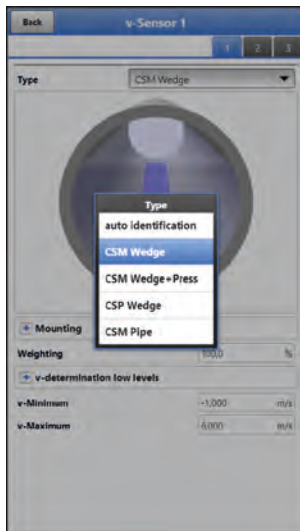 Back v-Sensor 1
1 2 3
Type CSM Wedge
Type
auto identification
CSM Wedge
CSM Wedge+Press
CSP Wedge
CSM Pipe
+ Mounting
Weighting 100,0 %
+ v-determination low levels
v-Minimum -1,000 m/s
v-Maximum 6,000 m/s